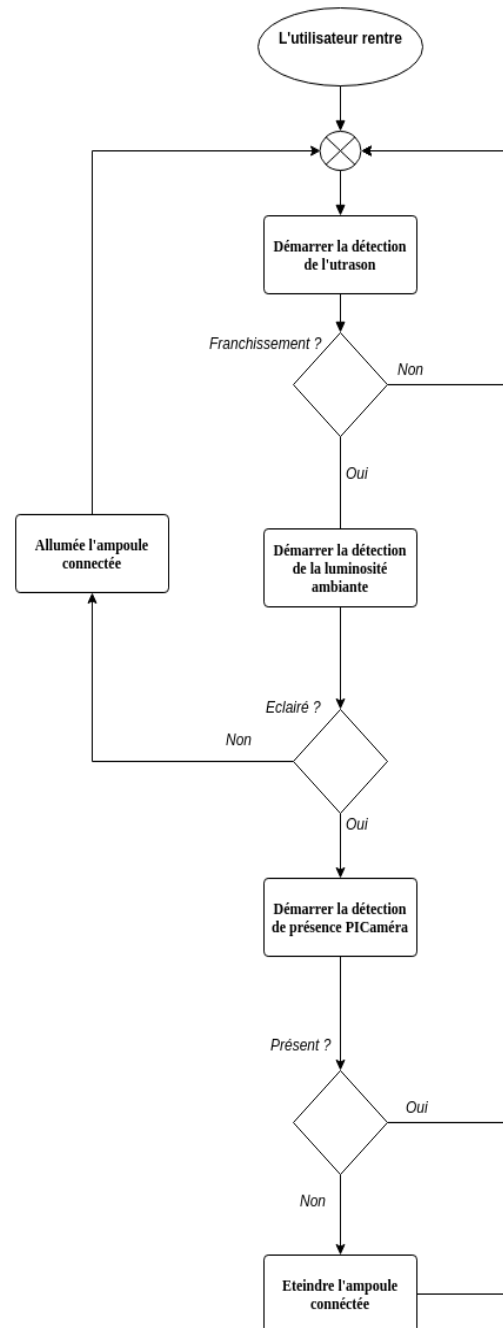 L'utilisateur rentre
Démarrer la détection
de l'utrason
Franchissement ?
Non
Oui
Allumée l'ampoule
connectée
Démarrer la détection
de la luminosité
ambiante
Eclairé ?
Non
Oui
Démarrer la détection
de présence PICaméra
Présent ?
Oui
Non
Eteindre l'ampoule
connéctée